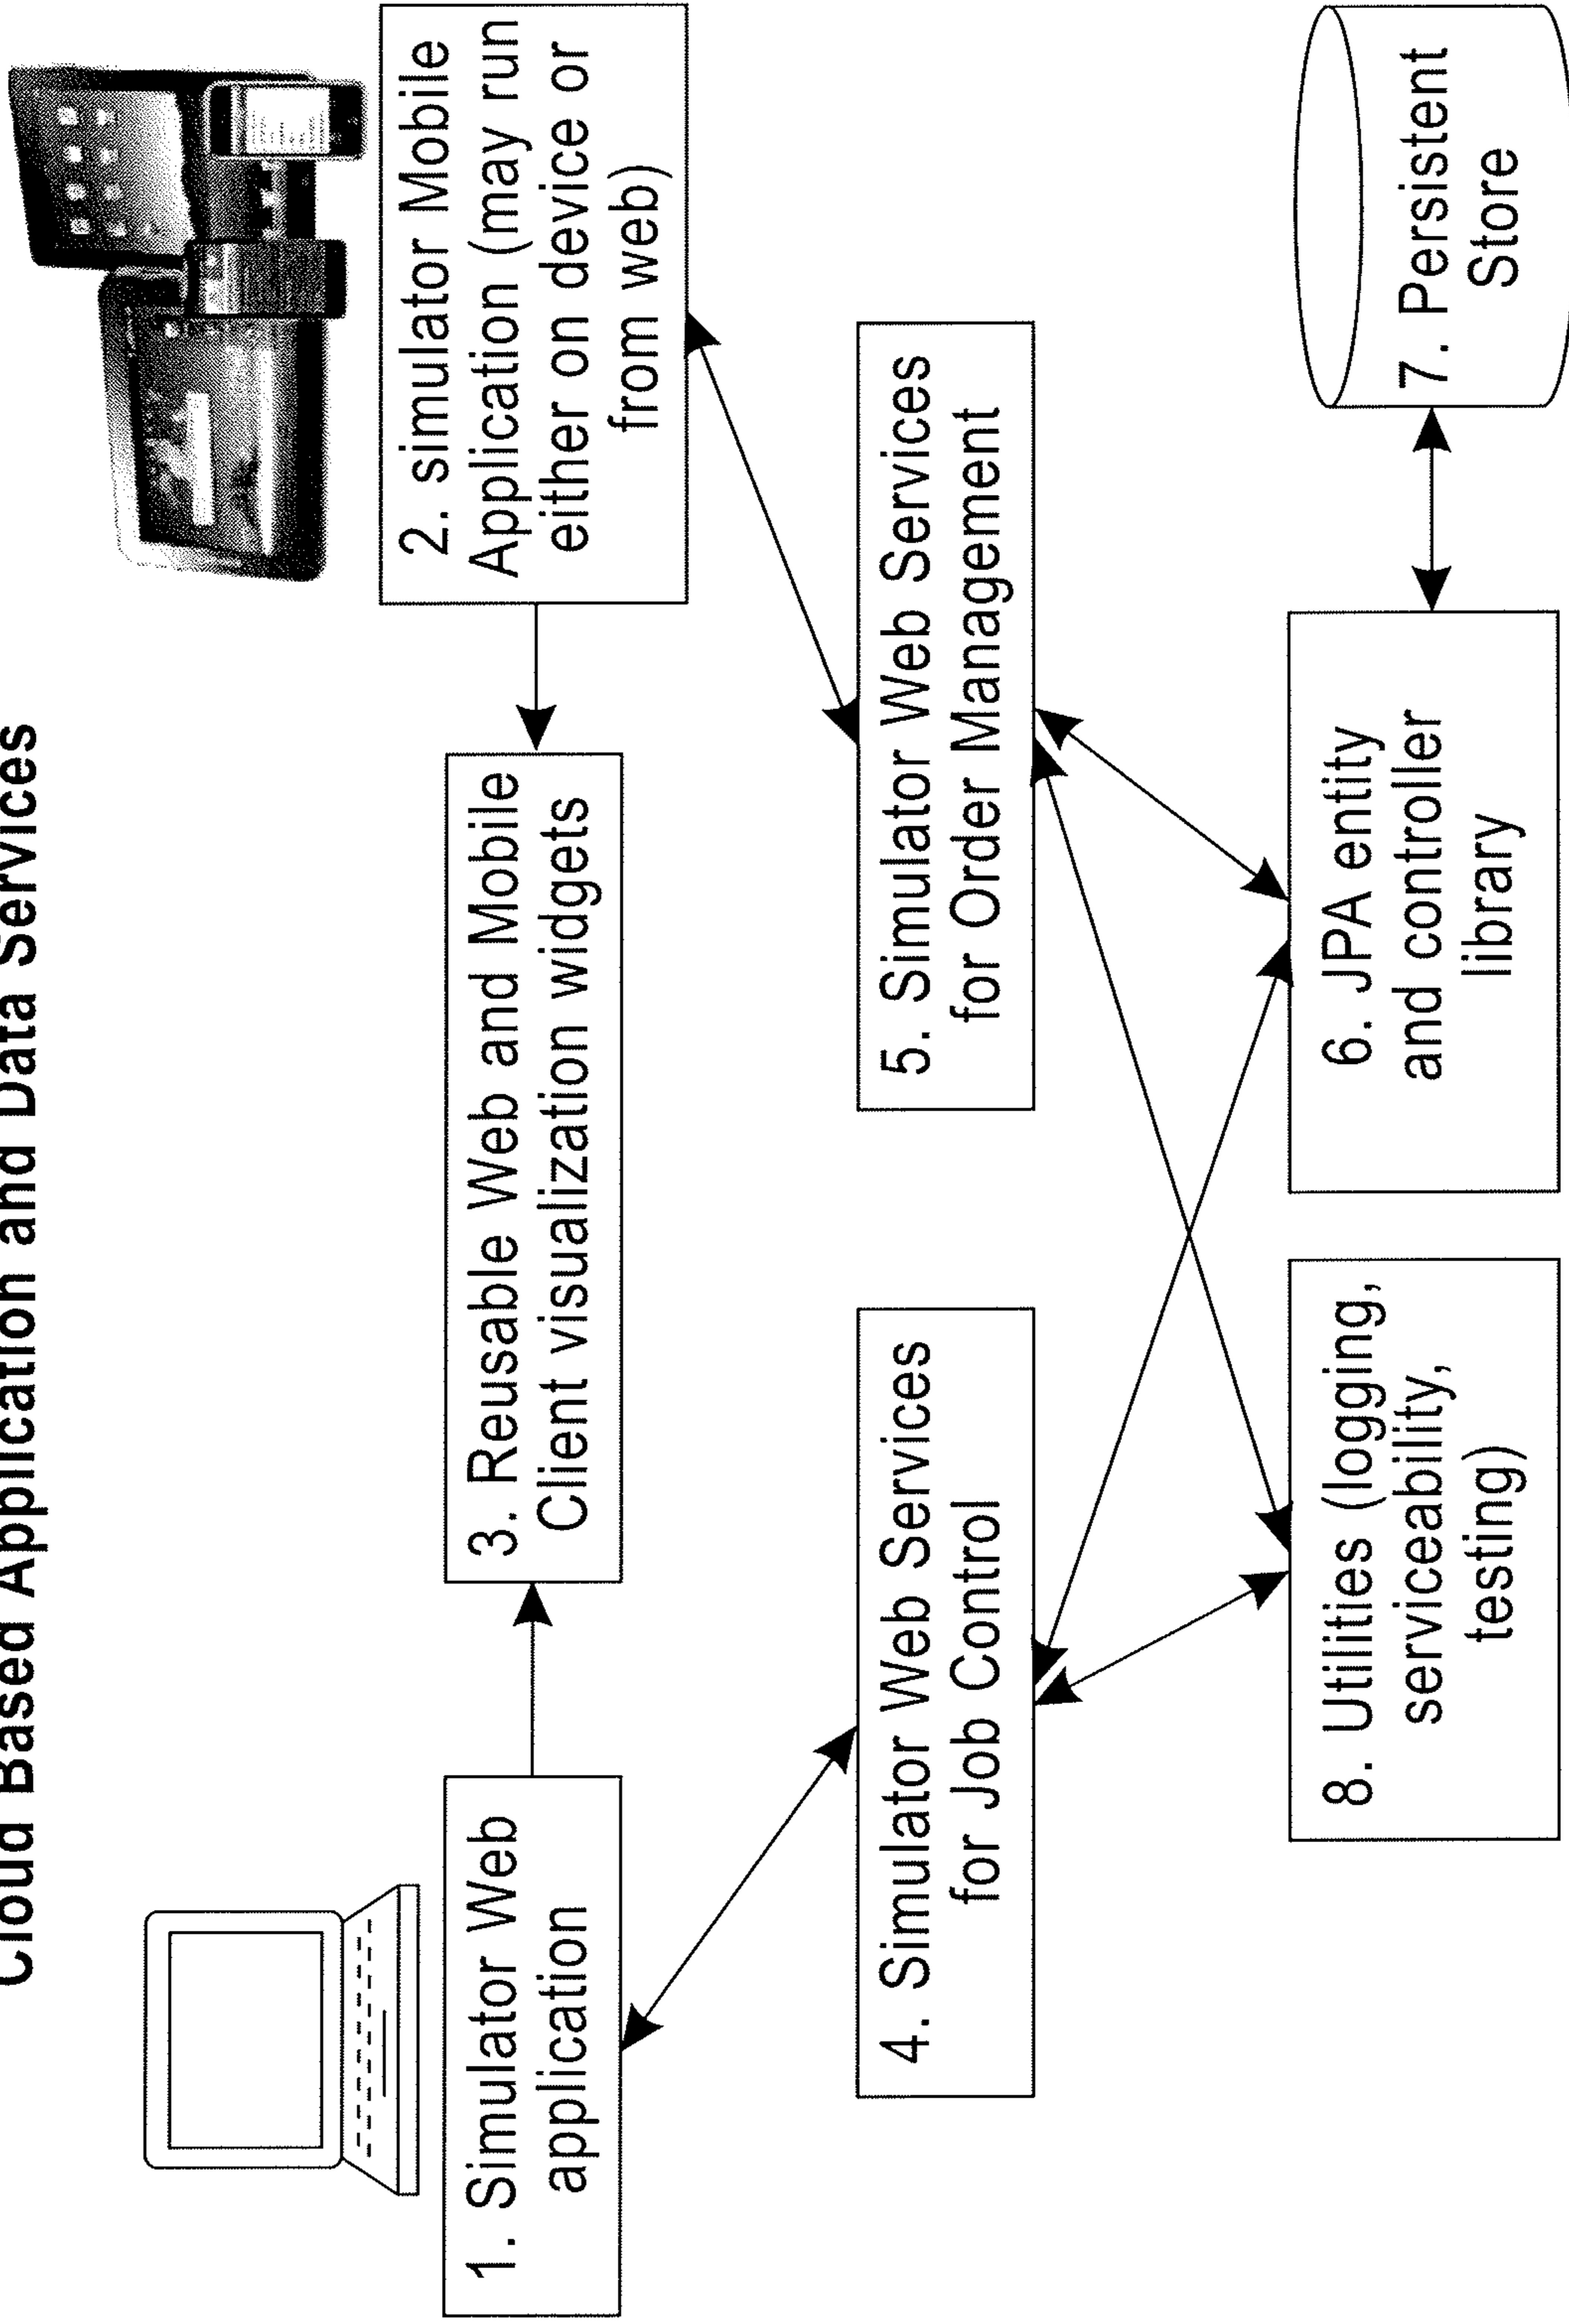 Cloud Based Application and Data Services
1. Simulator Web
application
3. Reusable Web and Mobile
Client visualization widgets
2. simulator Mobile
Application (may run
either on device or
from web)
4. Simulator Web Services
for Job Control
5. Simulator Web Services
for Order Management
8. Utilities (logging,
serviceability,
testing)
6. JPA entity
and controller
library
7. Persistent
Store